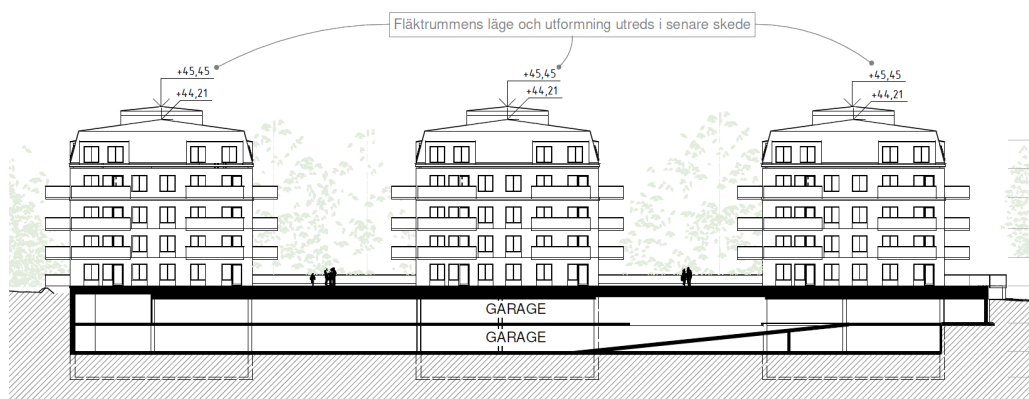 Fläktrummens läge och utformning utreds i senare skede
+45,45
+44,21
+45,45
+44,21
+45,45
+44,21
GARAGE
GARAGE